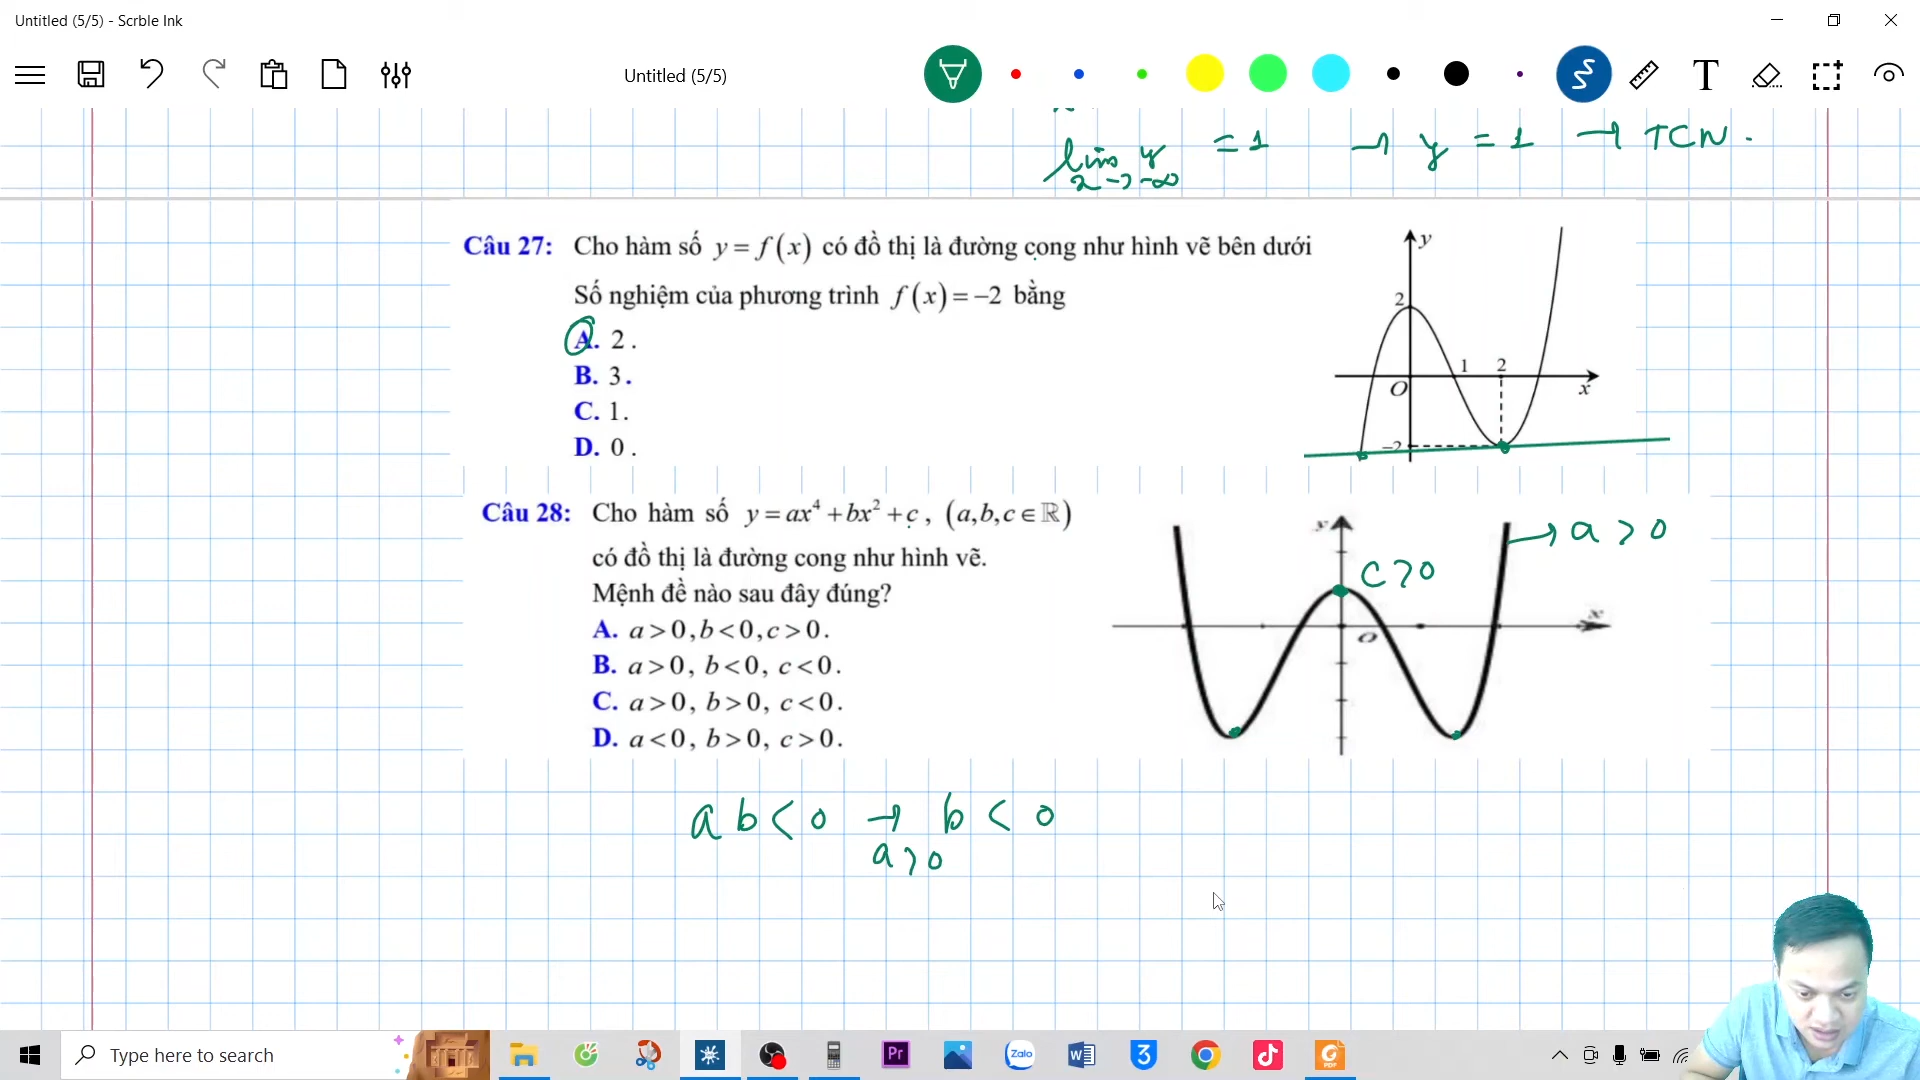 Untitled (5/5) - Scrble Ink
Untitled (5/5)
T
lim y = 1 → y = 1 → TCN.
x→-∞
Câu 27: Cho hàm số y = f(x) có đồ thị là đường cong như hình vẽ bên dưới
Số nghiệm của phương trình f(x) = −2 bằng
A. 2.
B. 3.
C. 1.
D. 0.
y
2
1 2
O
x
−2
Câu 28: Cho hàm số y = ax⁴ + bx² + c, (a,b,c ∈ ℝ)
có đồ thị là đường cong như hình vẽ.
Mệnh đề nào sau đây đúng?
A. a > 0, b < 0, c > 0.
B. a > 0, b < 0, c < 0.
C. a > 0, b > 0, c < 0.
D. a < 0, b > 0, c > 0.
y
→ a > 0
c > 0
x
O
ab < 0 → b < 0
a > 0
Type here to search
Pr
Zalo
W
3
PDF